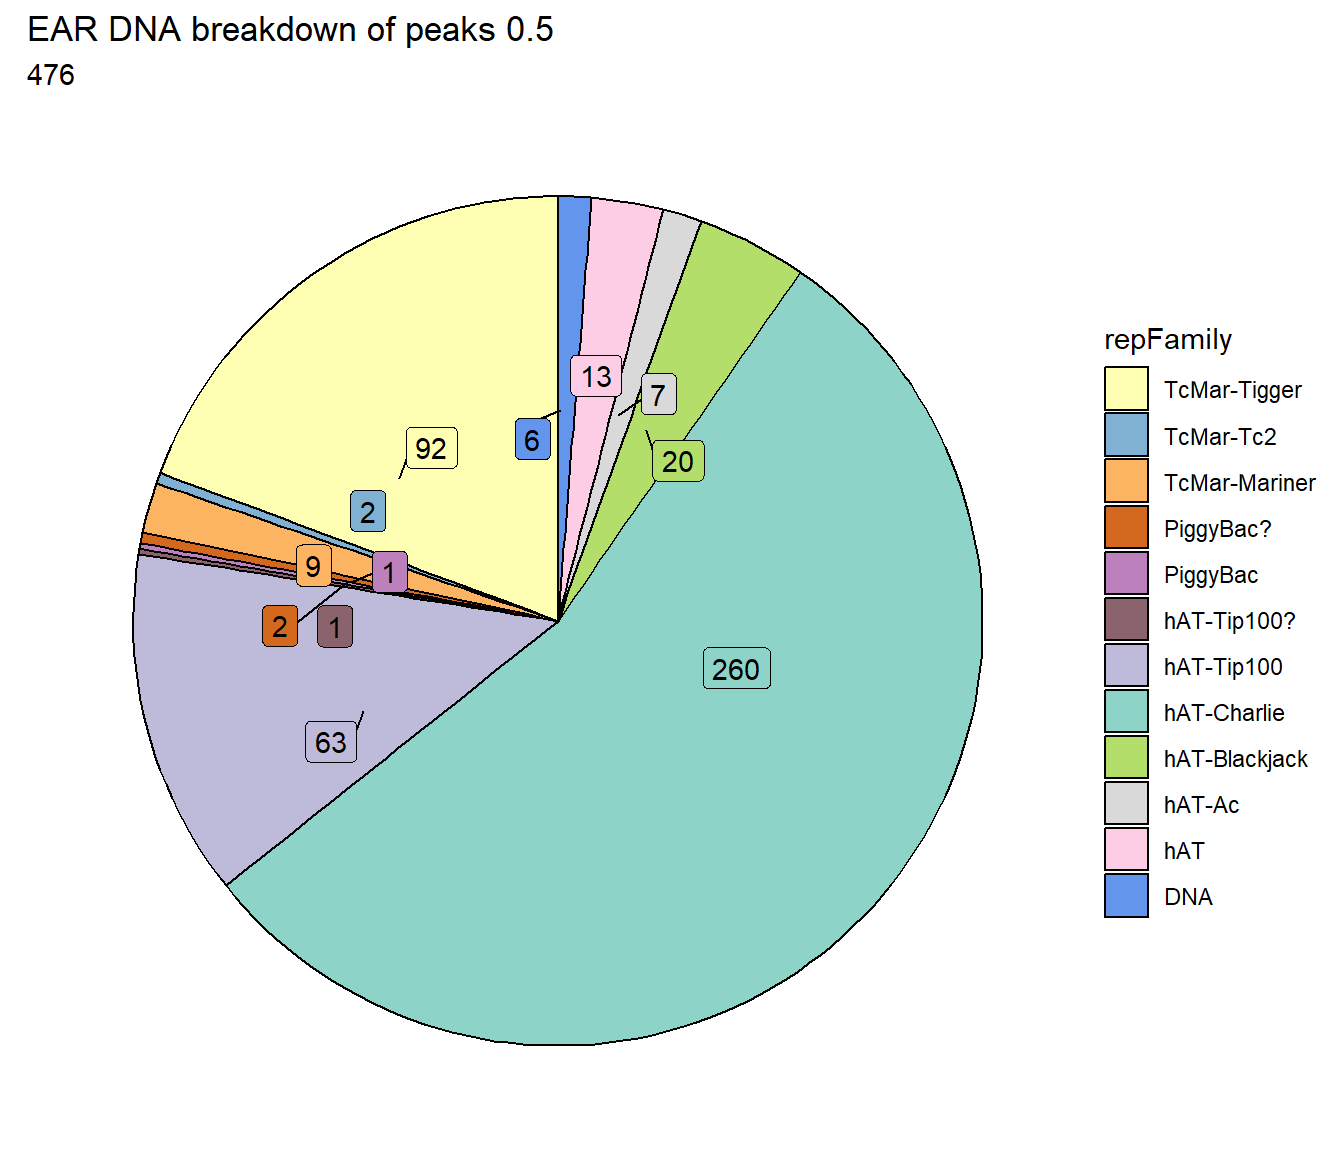 EAR DNA breakdown of peaks 0.5
476
13
7
6
92
20
2
9
1
2
1
260
63
repFamily
TcMar-Tigger
TcMar-Tc2
TcMar-Mariner
PiggyBac?
PiggyBac
hAT-Tip100?
hAT-Tip100
hAT-Charlie
hAT-Blackjack
hAT-Ac
hAT
DNA